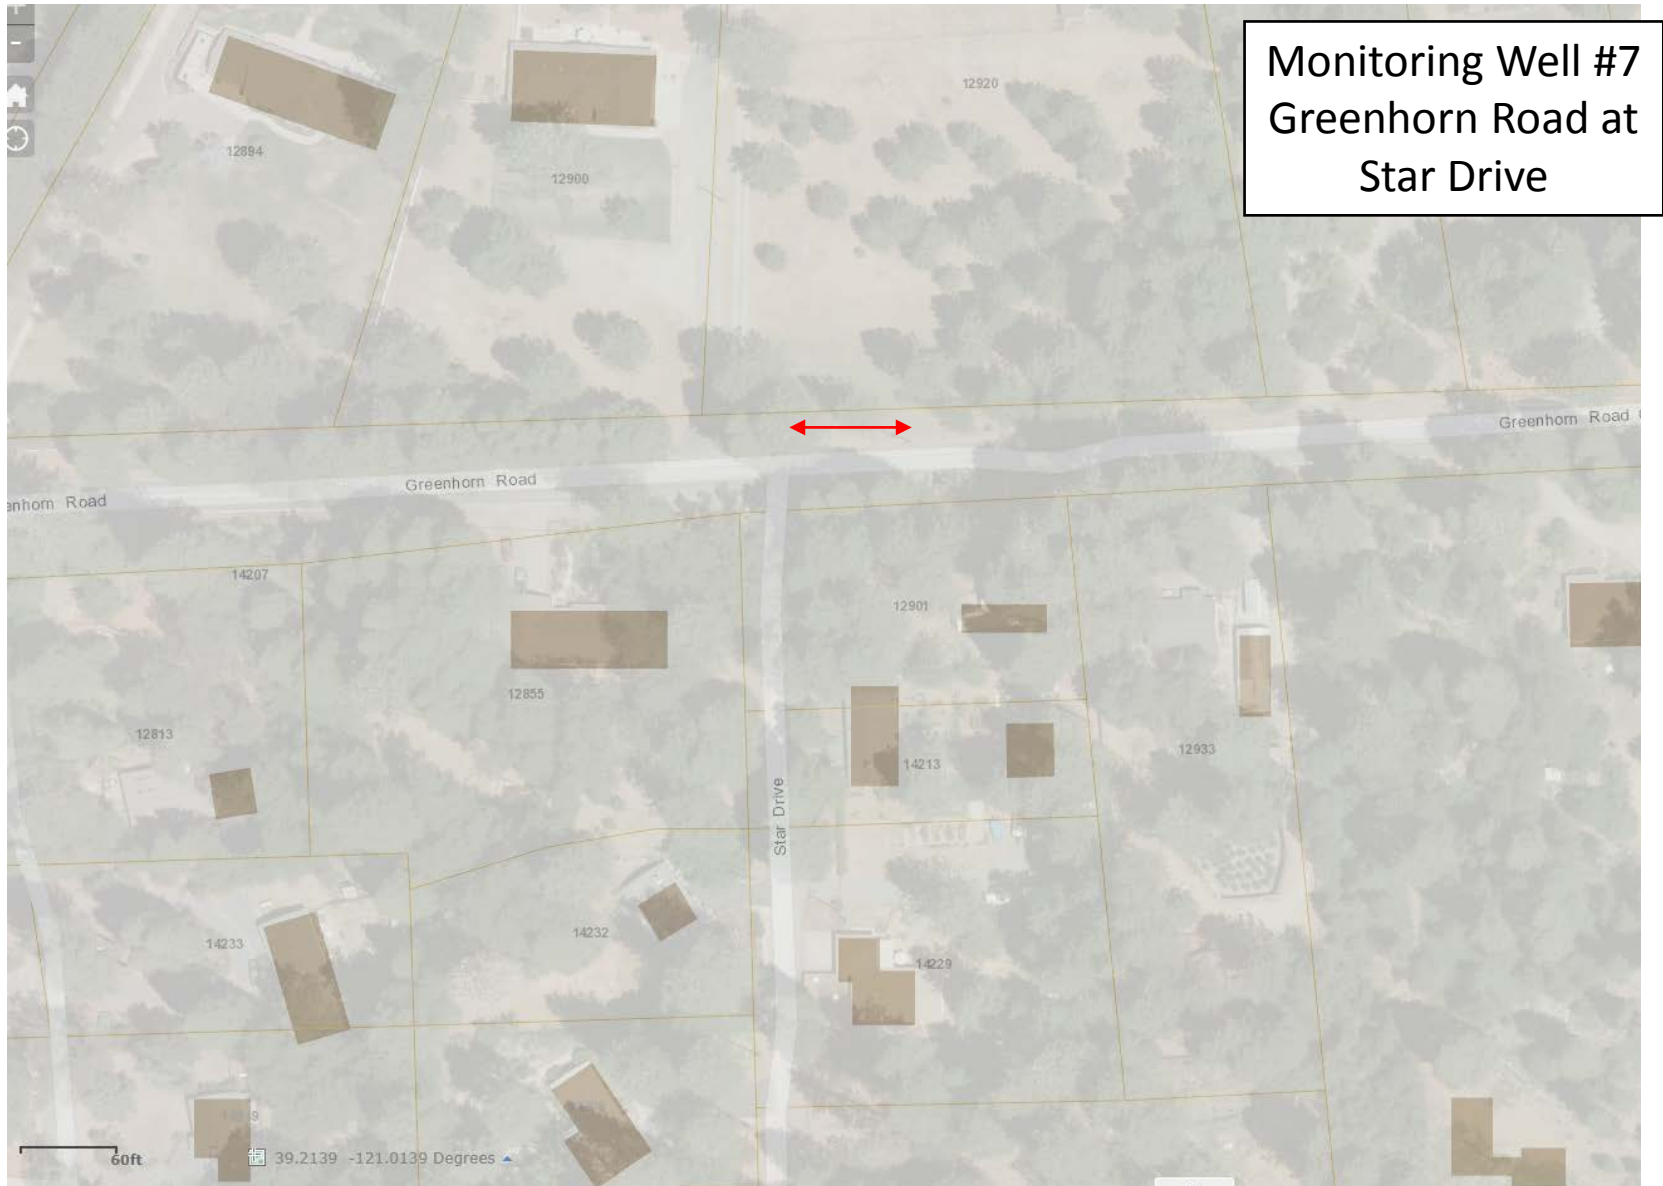 Monitoring Well #7
Greenhorn Road at
Star Drive
+
-
12920
12894
12900
Greenhorn Road
Greenhorn Road
enhorn Road
14207
12901
12855
12813
12933
14213
Star Drive
14233
14232
14229
60ft
39.2139 -121.0139 Degrees